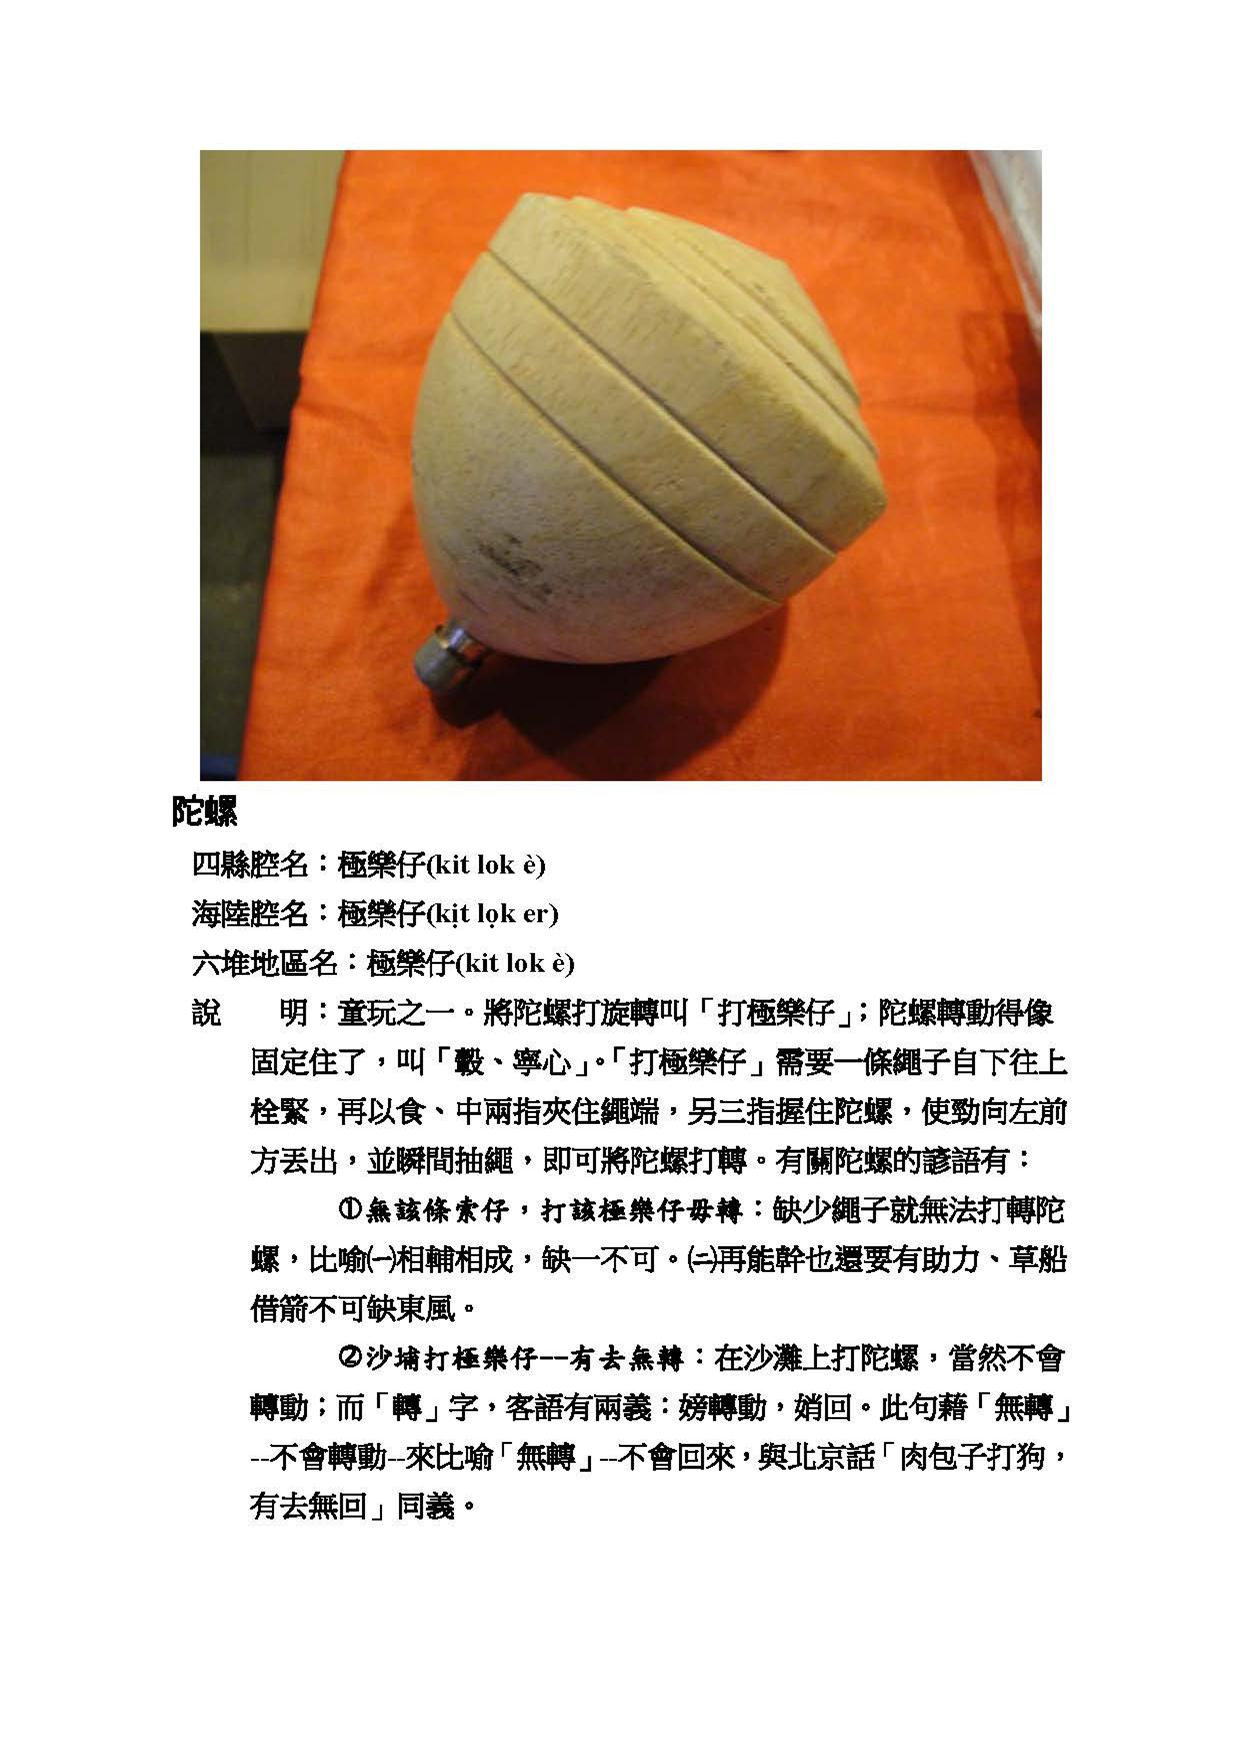 陀螺
四縣腔名：極樂仔(kit lok è)
海陸腔名：極樂仔(kịt lọk er)
六堆地區名：極樂仔(kit lok è)
說　　明：童玩之一。將陀螺打旋轉叫「打極樂仔」；陀螺轉動得像
固定住了，叫「轂、寧心」。「打極樂仔」需要一條繩子自下往上
栓緊，再以食、中兩指夾住繩端，另三指握住陀螺，使勁向左前
方丟出，並瞬間抽繩，即可將陀螺打轉。有關陀螺的諺語有：
①無該條索仔，打該極樂仔毋轉：缺少繩子就無法打轉陀
螺，比喻㈠相輔相成，缺一不可。㈡再能幹也還要有助力、草船
借箭不可缺東風。
②沙埔打極樂仔--有去無轉：在沙灘上打陀螺，當然不會
轉動；而「轉」字，客語有兩義：嫎轉動，娋回。此句藉「無轉」
--不會轉動--來比喻「無轉」--不會回來，與北京話「肉包子打狗，
有去無回」同義。